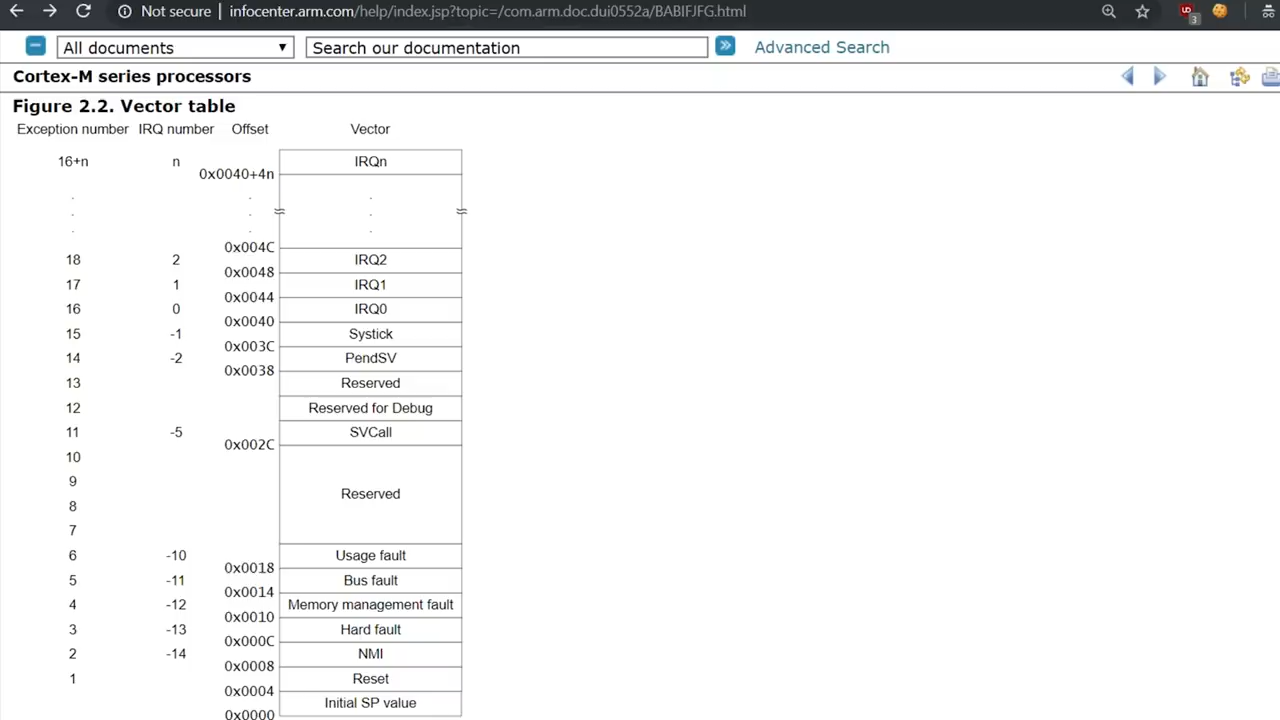 Not secure | infocenter.arm.com/help/index.jsp?topic=/com.arm.doc.dui0552a/BABIFJFG.html
3
All documents Search our documentation Advanced Search
Cortex-M series processors
Figure 2.2. Vector table
Exception number IRQ number Offset Vector
16+n n IRQn
0x0040+4n
. . .
. . .
. . .
0x004C
18 2 IRQ2
0x0048
17 1 IRQ1
0x0044
16 0 IRQ0
0x0040
15 -1 Systick
0x003C
14 -2 PendSV
0x0038
13 Reserved
12 Reserved for Debug
11 -5 SVCall
0x002C
10
9
Reserved
8
7
6 -10 Usage fault
0x0018
5 -11 Bus fault
0x0014
4 -12 Memory management fault
0x0010
3 -13 Hard fault
0x000C
2 -14 NMI
0x0008
1 Reset
0x0004
Initial SP value
0x0000